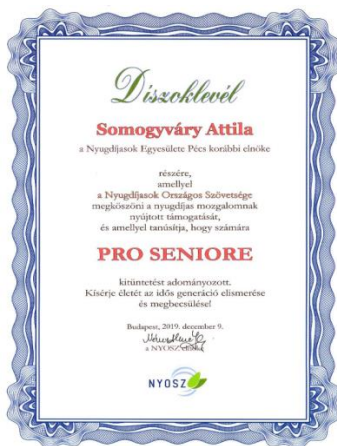 Díszoklevél
Somogyváry Attila
a Nyugdíjasok Egyesülete Pécs korábbi elnöke
részére,
amellyel
a Nyugdíjasok Országos Szövetsége
megköszöni a nyugdíjas mozgalomnak
nyújtott támogatását,
és amellyel tanúsítja, hogy számára
PRO SENIORE
kitüntetést adományozott.
Kísérje életét az idős generáció elismerése
és megbecsülése!
Budapest, 2019. december 9.
a NYOSZ elnöke
NYOSZ